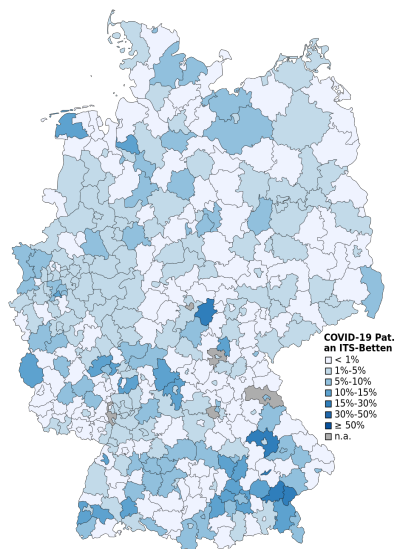 COVID-19 Pat.
an ITS-Betten
< 1%
1%-5%
5%-10%
10%-15%
15%-30%
30%-50%
≥ 50%
n.a.